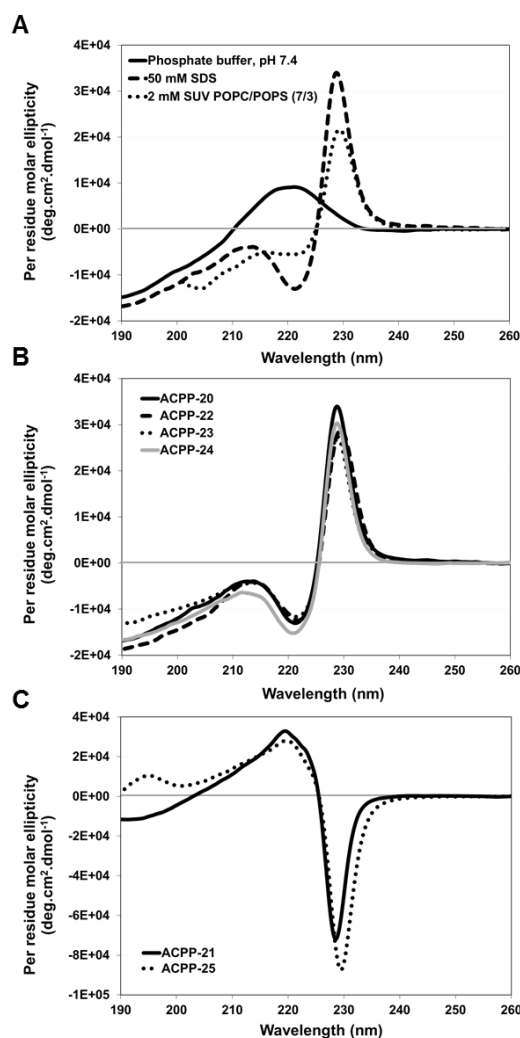 A
Phosphate buffer, pH 7.4
50 mM SDS
2 mM SUV POPC/POPS (7/3)
Per residue molar ellipticity
(deg.cm².dmol⁻¹)
4E+04
3E+04
2E+04
1E+04
0E+00
-1E+04
-2E+04
190 200 210 220 230 240 250 260
Wavelength (nm)
B
ACPP-20
ACPP-22
ACPP-23
ACPP-24
Per residue molar ellipticity
(deg.cm².dmol⁻¹)
4E+04
3E+04
2E+04
1E+04
0E+00
-1E+04
-2E+04
190 200 210 220 230 240 250 260
Wavelength (nm)
C
Per residue molar ellipticity
(deg.cm².dmol⁻¹)
4E+04
2E+04
0E+00
-2E+04
-4E+04
-6E+04
-8E+04
-1E+05
ACPP-21
ACPP-25
190 200 210 220 230 240 250 260
Wavelength (nm)